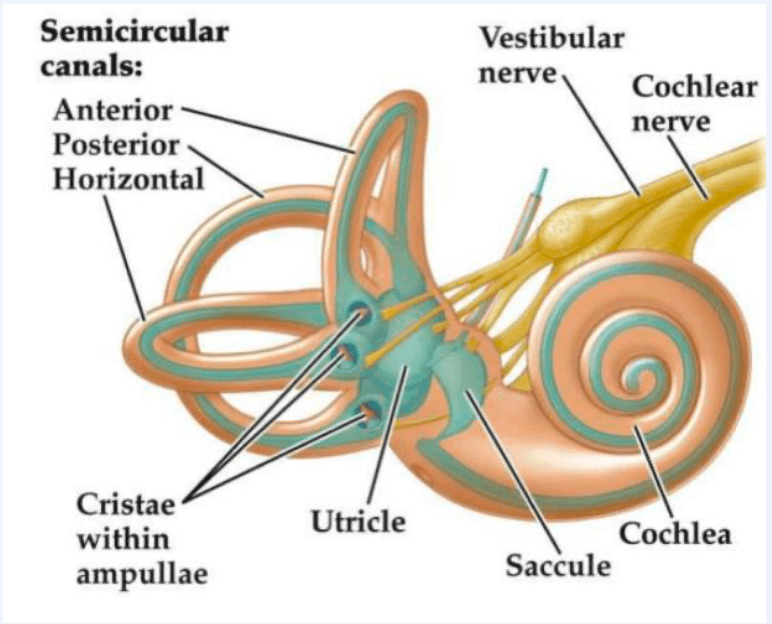 Semicircular
canals:
Anterior
Posterior
Horizontal
Vestibular
nerve
Cochlear
nerve
Cristae
within
ampullae
Utricle
Saccule
Cochlea